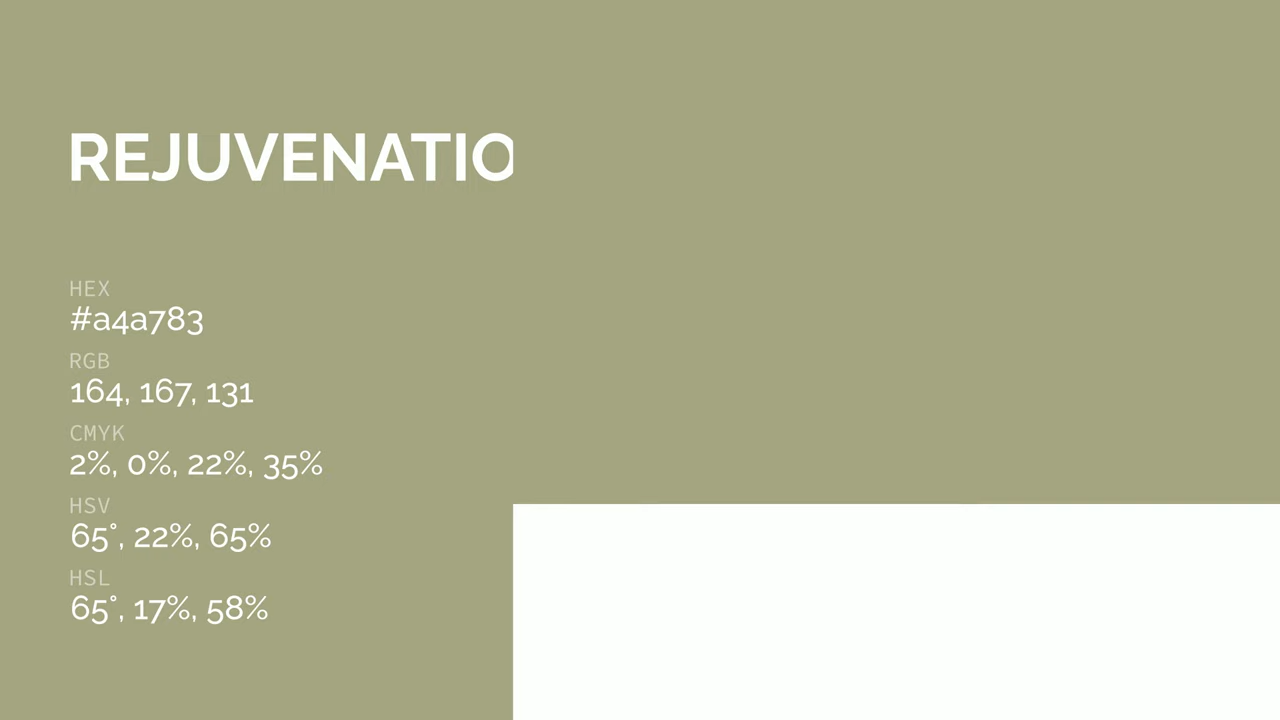 REJUVENATIO
HEX
#a4a783
RGB
164, 167, 131
CMYK
2%, 0%, 22%, 35%
HSV
65°, 22%, 65%
HSL
65°, 17%, 58%